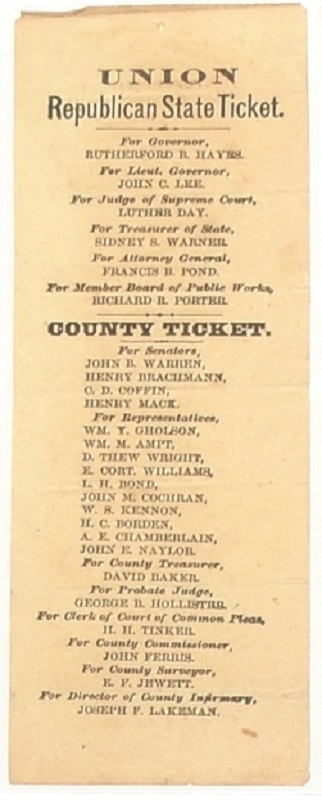 UNION
Republican State Ticket.
For Governor,
RUTHERFORD B. HAYES.
For Lieut. Governor,
JOHN C. LEE.
For Judge of Supreme Court,
LUTHER DAY.
For Treasurer of State,
SIDNEY S. WARNER.
For Attorney General,
FRANCIS B. POND.
For Member Board of Public Works,
RICHARD R. PORTER.
COUNTY TICKET.
For Senators,
JOHN B. WARREN,
HENRY BRACHMANN,
C. D. COFFIN,
HENRY MACK.
For Representatives,
WM. Y. GHOLSON,
WM. M. AMPT,
D. THEW WRIGHT,
E. CORT. WILLIAMS,
L. H. BOND,
JOHN M. COCHRAN,
W. S. KENNON,
H. C. BORDEN,
A. E. CHAMBERLAIN,
JOHN E. NAYLOR.
For County Treasurer,
DAVID BAKER.
For Probate Judge,
GEORGE B. HOLLISTER.
For Clerk of Court of Common Pleas,
H. H. TINKER.
For County Commissioner,
JOHN FERRIS.
For County Surveyor,
E. F. JEWETT.
For Director of County Infirmary,
JOSEPH F. LAKEMAN.